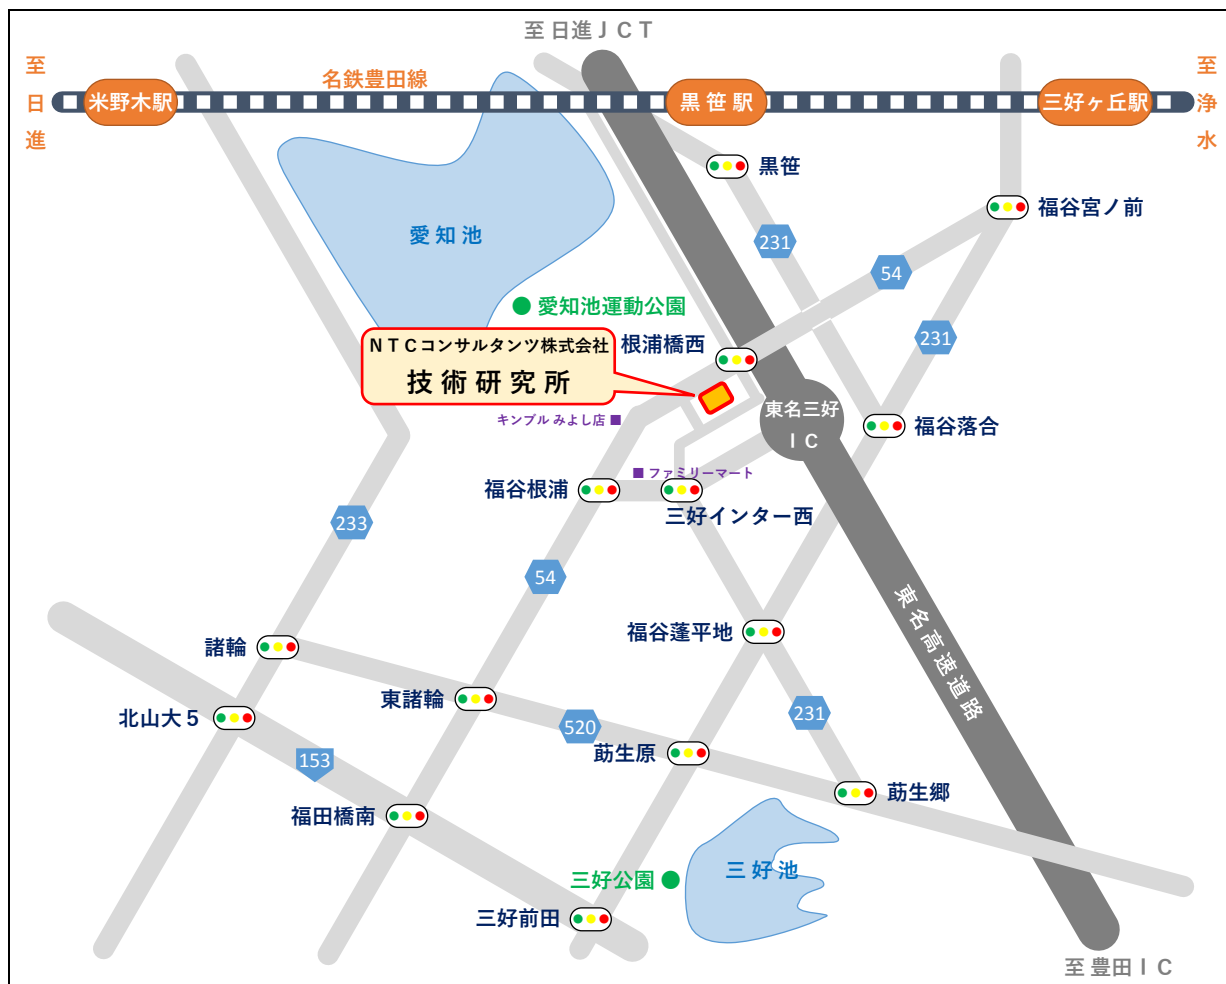 至 日進ＪＣＴ
至
日
進
名鉄豊田線
至
浄
水
米野木駅
黒笹駅
三好ヶ丘駅
黒笹
福谷宮ノ前
愛知池
231
54
愛知池運動公園
231
ＮＴＣコンサルタンツ株式会社
技術研究所
根浦橋西
キンブル みよし店
東名三好
ＩＣ
福谷落合
ファミリーマート
福谷根浦
三好インター西
233
54
東名高速道路
福谷蓬平地
諸輪
東諸輪
北山大５
231
520
莇生原
153
莇生郷
福田橋南
三好池
三好公園
三好前田
至 豊田ＩＣ